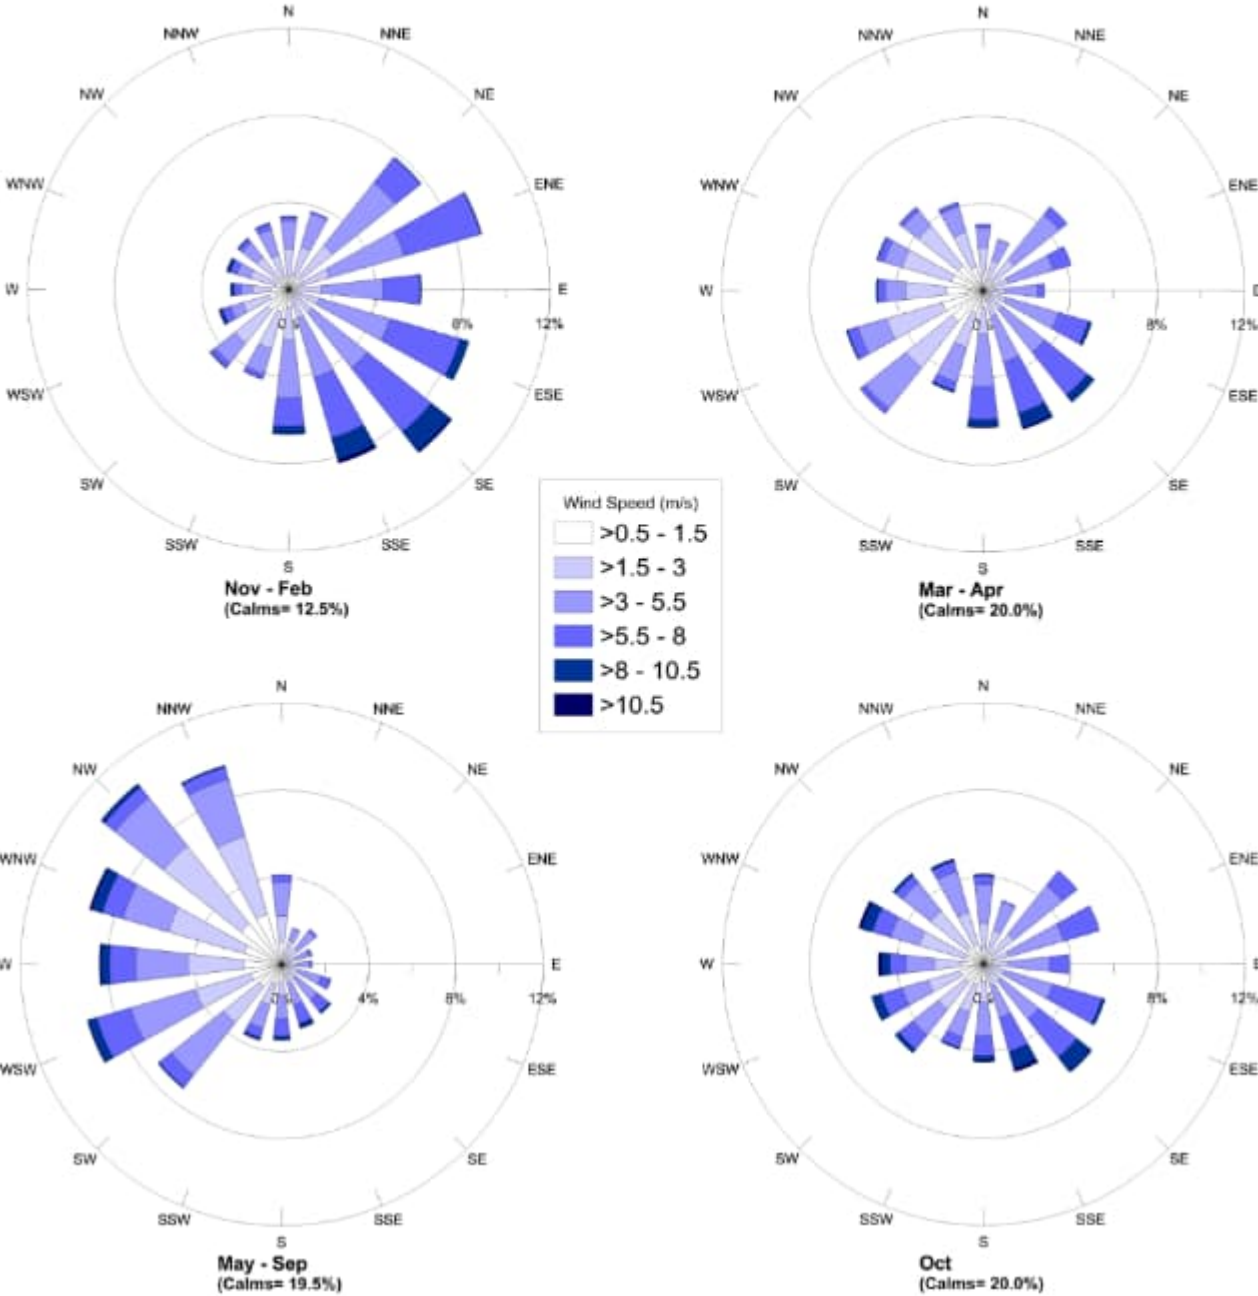 N
NNW NNE
NW NE
WNW ENE
W E
0% 8% 12%
WSW ESE
SW SE
SSW SSE
S
Nov - Feb
(Calms= 12.5%)
N
NNW NNE
NW NE
WNW ENE
W
8% 12%
WSW ESE
SW SE
SSW SSE
S
Mar - Apr
(Calms= 20.0%)
Wind Speed (m/s)
>0.5 - 1.5
>1.5 - 3
>3 - 5.5
>5.5 - 8
>8 - 10.5
>10.5
N
NNW NNE
NW NE
WNW ENE
W E
0% 4% 8% 12%
WSW ESE
SW SE
SSW SSE
S
May - Sep
(Calms= 19.5%)
N
NNW NNE
NW NE
WNW ENE
W
8% 12%
WSW ESE
SW SE
SSW SSE
S
Oct
(Calms= 20.0%)